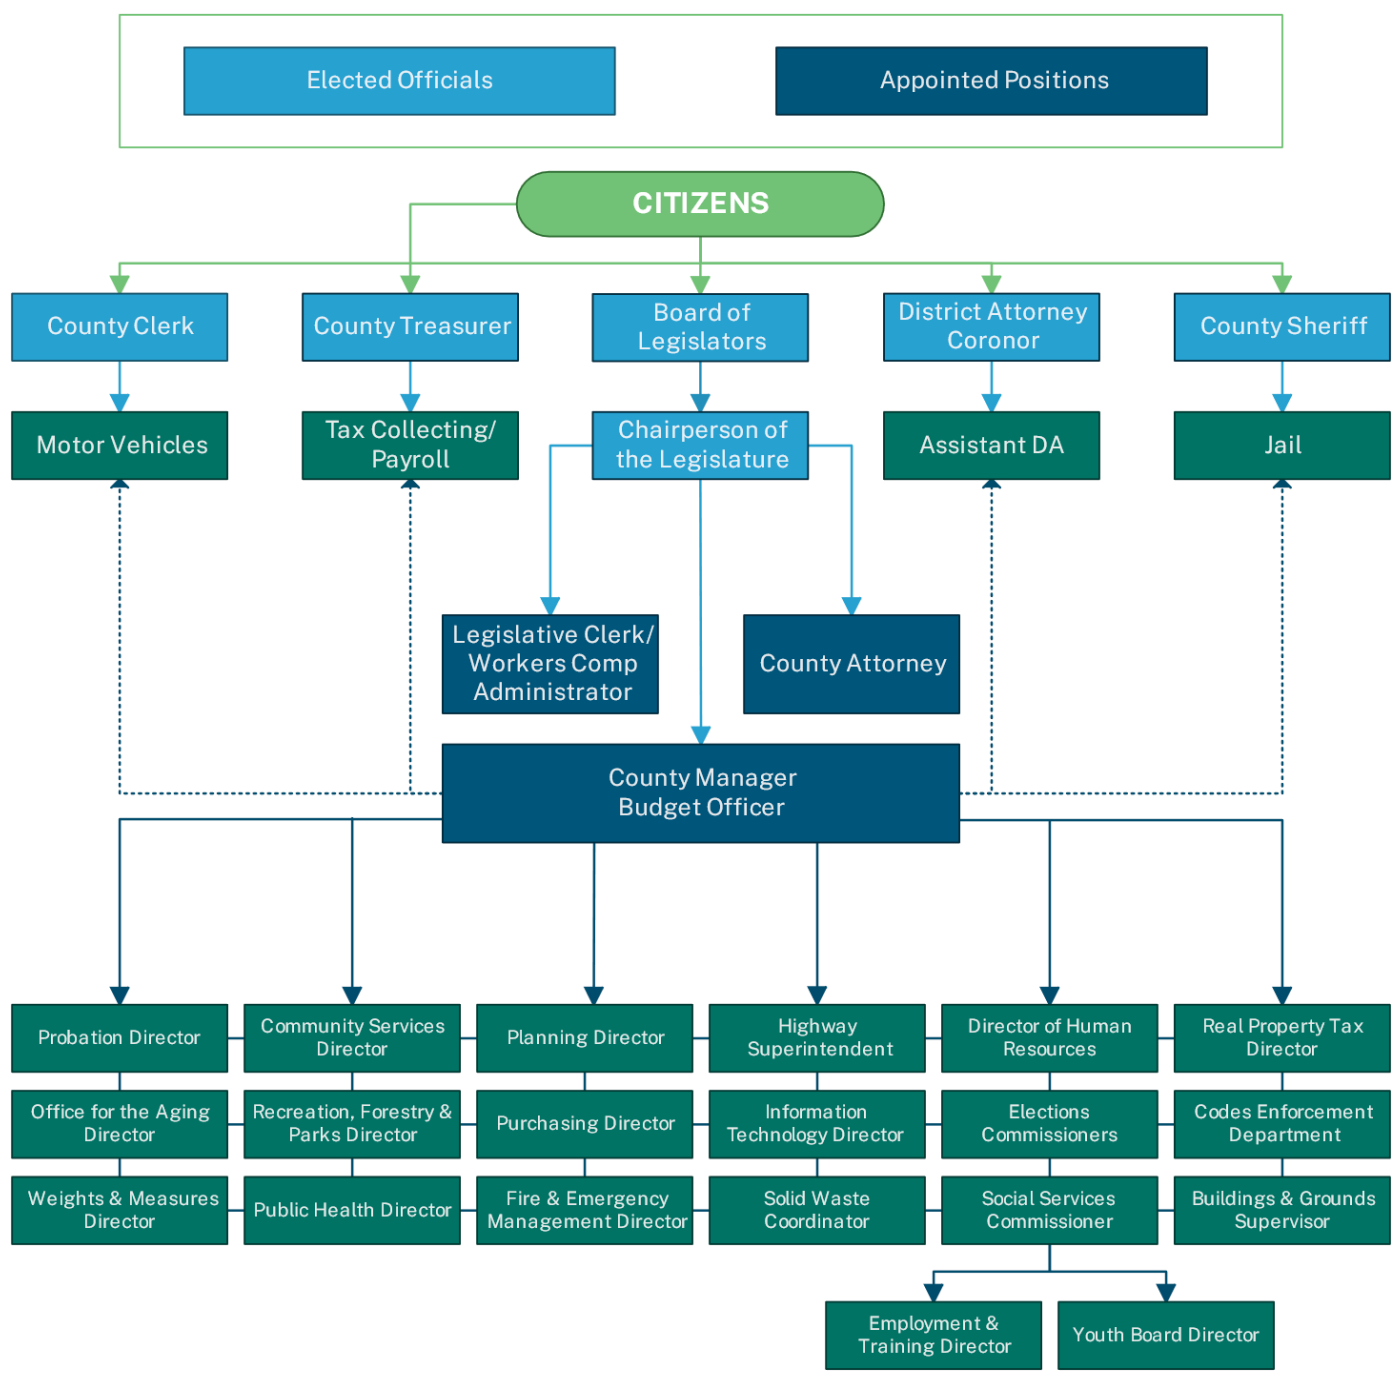 Elected Officials
Appointed Positions
CITIZENS
County Clerk
County Treasurer
Board of
Legislators
District Attorney
Coronor
County Sheriff
Motor Vehicles
Tax Collecting/
Payroll
Chairperson of
the Legislature
Assistant DA
Jail
Legislative Clerk/
Workers Comp
Administrator
County Attorney
County Manager
Budget Officer
Probation Director
Community Services
Director
Planning Director
Highway
Superintendent
Director of Human
Resources
Real Property Tax
Director
Office for the Aging
Director
Recreation, Forestry &
Parks Director
Purchasing Director
Information
Technology Director
Elections
Commissioners
Codes Enforcement
Department
Weights & Measures
Director
Public Health Director
Fire & Emergency
Management Director
Solid Waste
Coordinator
Social Services
Commissioner
Buildings & Grounds
Supervisor
Employment &
Training Director
Youth Board Director